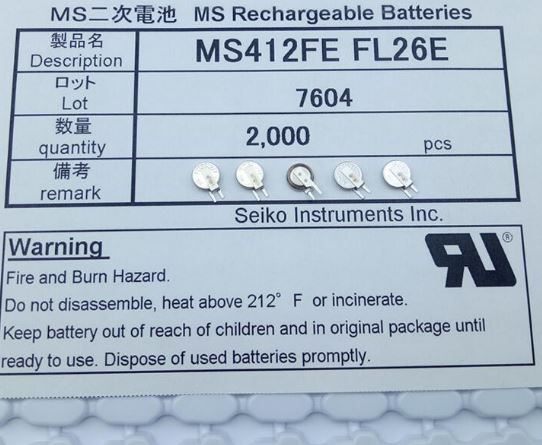 MS二次電池 MS Rechargeable Batteries
製品名
Description
MS412FE FL26E
ロット
Lot
7604
数量
quantity
2,000 pcs
備考
remark
Seiko Instruments Inc.
Warning
Fire and Burn Hazard.
Do not disassemble, heat above 212° F or incinerate.
Keep battery out of reach of children and in original package until
ready to use. Dispose of used batteries promptly.
RU®